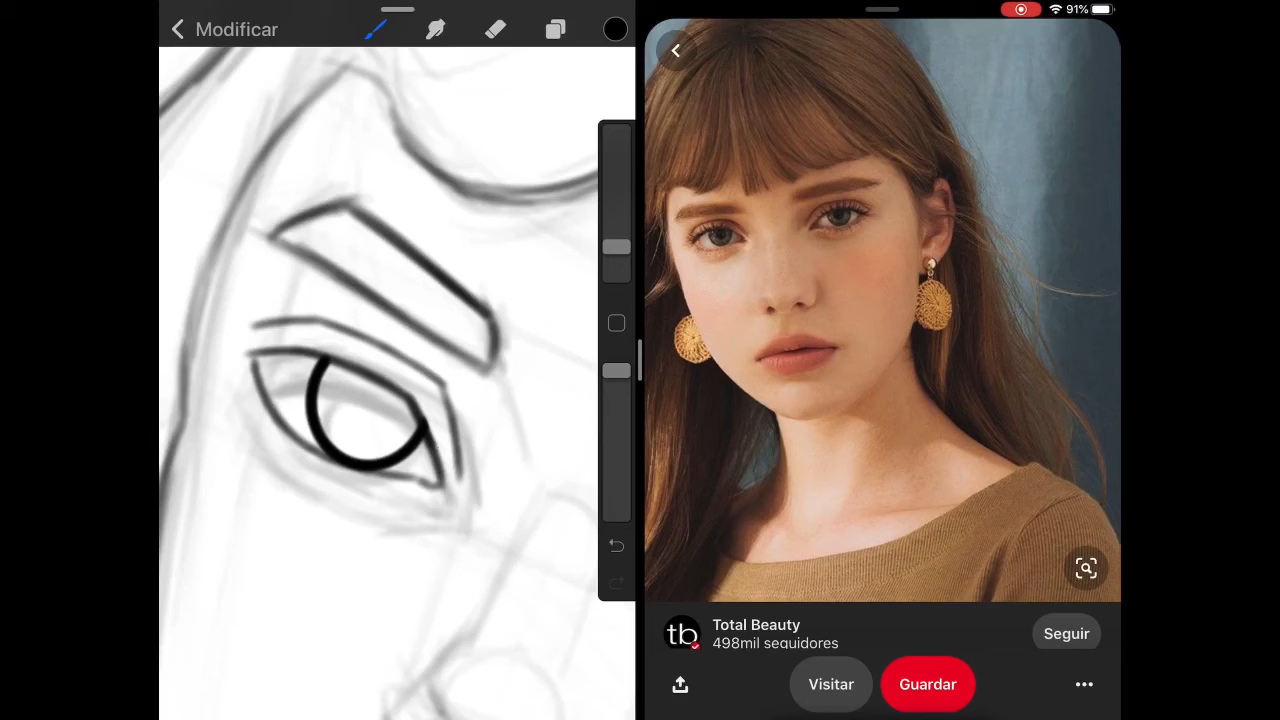 Modificar
91%
tb
Total Beauty
498mil seguidores
Seguir
Visitar
Guardar